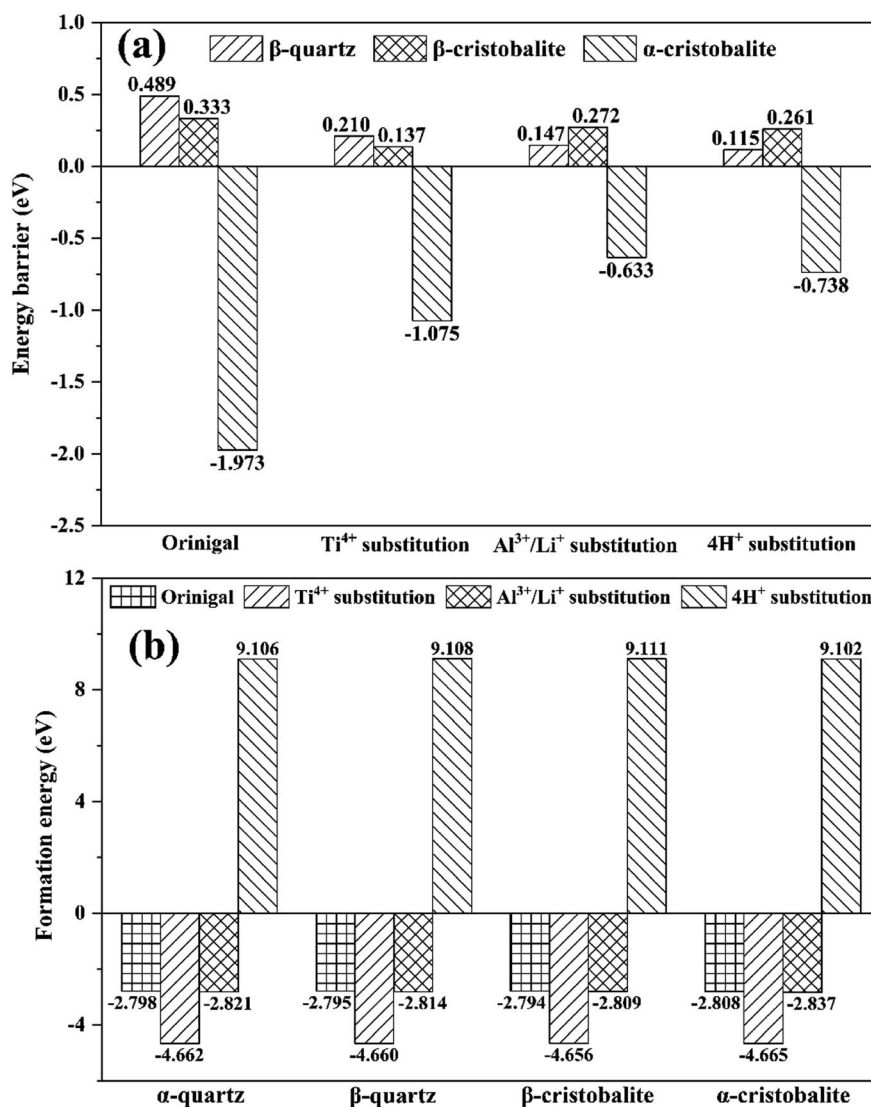 (a)
β-quartz β-cristobalite α-cristobalite
Energy barrier (eV)
1.0
0.5
0.0
-0.5
-1.0
-1.5
-2.0
-2.5
0.489 0.333 -1.973
0.210 0.137 -1.075
0.147 0.272 -0.633
0.115 0.261 -0.738
Orinigal Ti⁴⁺ substitution Al³⁺/Li⁺ substitution 4H⁺ substitution
Orinigal Ti⁴⁺ substitution Al³⁺/Li⁺ substitution 4H⁺ substitution
(b)
Formation energy (eV)
12
8
4
0
-4
-2.798 -4.662 -2.821 9.106
-2.795 -4.660 -2.814 9.108
-2.794 -4.656 -2.809 9.111
-2.808 -4.665 -2.837 9.102
α-quartz β-quartz β-cristobalite α-cristobalite